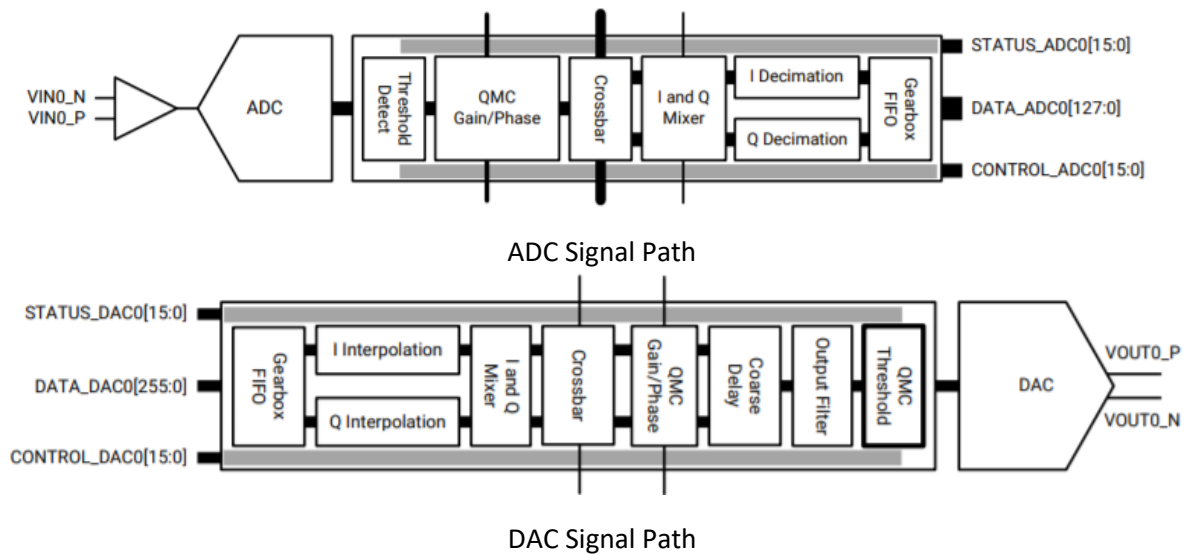 STATUS_ADC0[15:0]
VIN0_N
VIN0_P
ADC
Threshold
Detect
QMC
Gain/Phase
Crossbar
I and Q
Mixer
I Decimation
Q Decimation
Gearbox
FIFO
DATA_ADC0[127:0]
CONTROL_ADC0[15:0]
ADC Signal Path
STATUS_DAC0[15:0]
DATA_DAC0[255:0]
CONTROL_DAC0[15:0]
Gearbox
FIFO
I Interpolation
Q Interpolation
I and Q
Mixer
Crossbar
QMC
Gain/Phase
Coarse
Delay
Output Filter
QMC
Threshold
DAC
VOUT0_P
VOUT0_N
DAC Signal Path